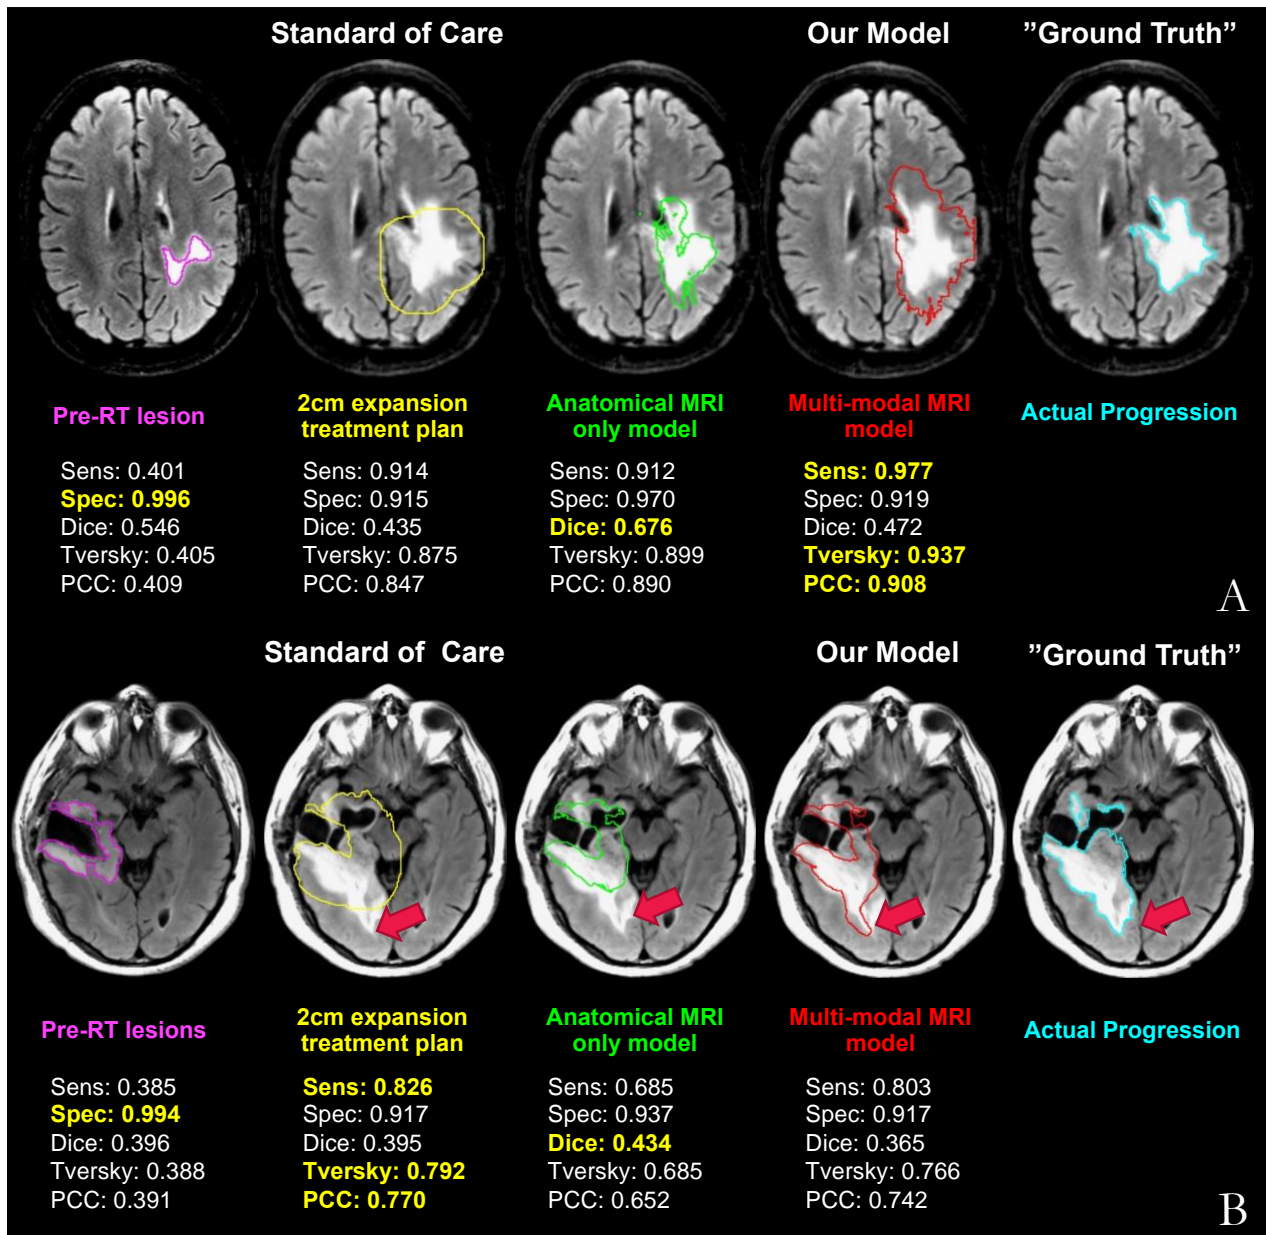 Standard of Care
Our Model
”Ground Truth”
Pre-RT lesion
2cm expansion
treatment plan
Anatomical MRI
only model
Multi-modal MRI
model
Actual Progression
Sens: 0.401
Spec: 0.996
Dice: 0.546
Tversky: 0.405
PCC: 0.409
Sens: 0.914
Spec: 0.915
Dice: 0.435
Tversky: 0.875
PCC: 0.847
Sens: 0.912
Spec: 0.970
Dice: 0.676
Tversky: 0.899
PCC: 0.890
Sens: 0.977
Spec: 0.919
Dice: 0.472
Tversky: 0.937
PCC: 0.908
A
Standard of Care
Our Model
”Ground Truth”
Pre-RT lesions
2cm expansion
treatment plan
Anatomical MRI
only model
Multi-modal MRI
model
Actual Progression
Sens: 0.385
Spec: 0.994
Dice: 0.396
Tversky: 0.388
PCC: 0.391
Sens: 0.826
Spec: 0.917
Dice: 0.395
Tversky: 0.792
PCC: 0.770
Sens: 0.685
Spec: 0.937
Dice: 0.434
Tversky: 0.685
PCC: 0.652
Sens: 0.803
Spec: 0.917
Dice: 0.365
Tversky: 0.766
PCC: 0.742
B